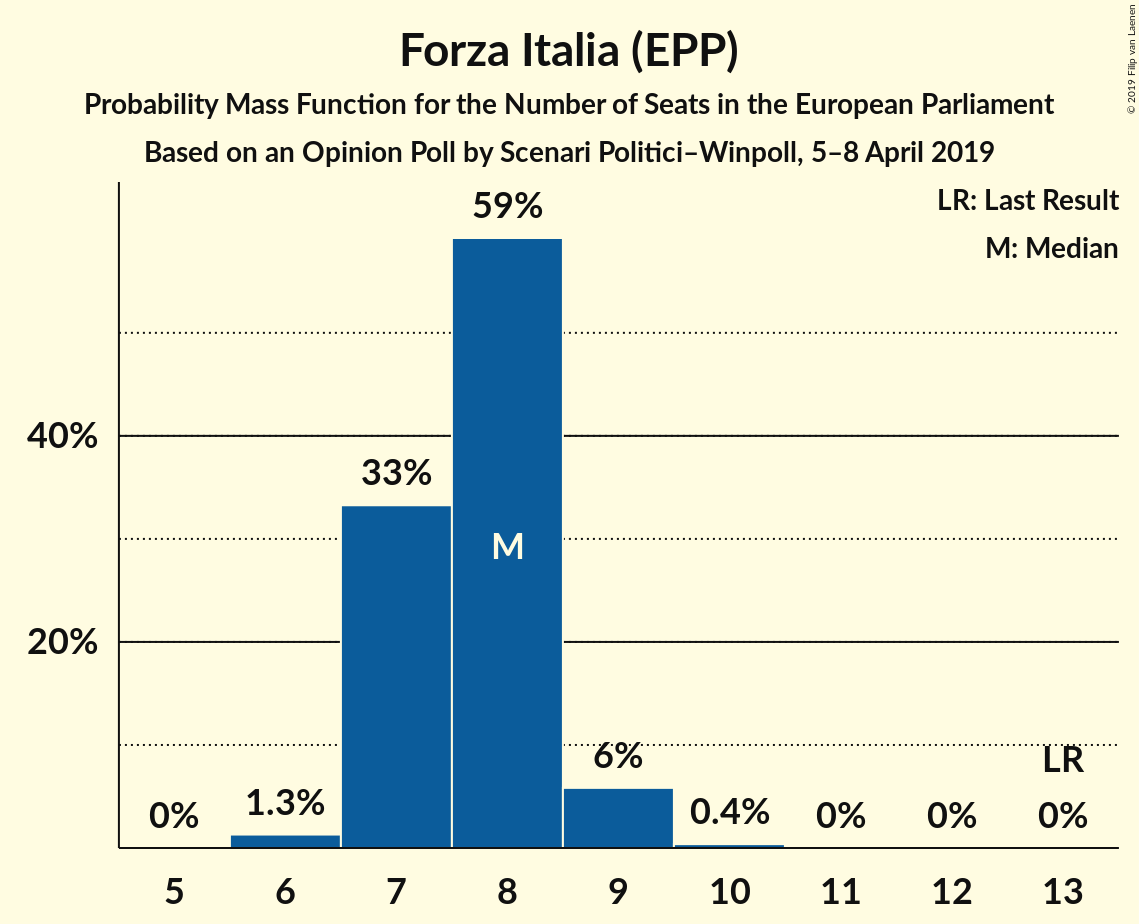 Forza Italia (EPP)
Probability Mass Function for the Number of Seats in the European Parliament
Based on an Opinion Poll by Scenari Politici–Winpoll, 5–8 April 2019
© 2019 Filip van Laenen
LR: Last Result
M: Median
59%
40%
33%
M
20%
6%
LR
0%
1.3%
0.4%
0%
0%
0%
5 6 7 8 9 10 11 12 13